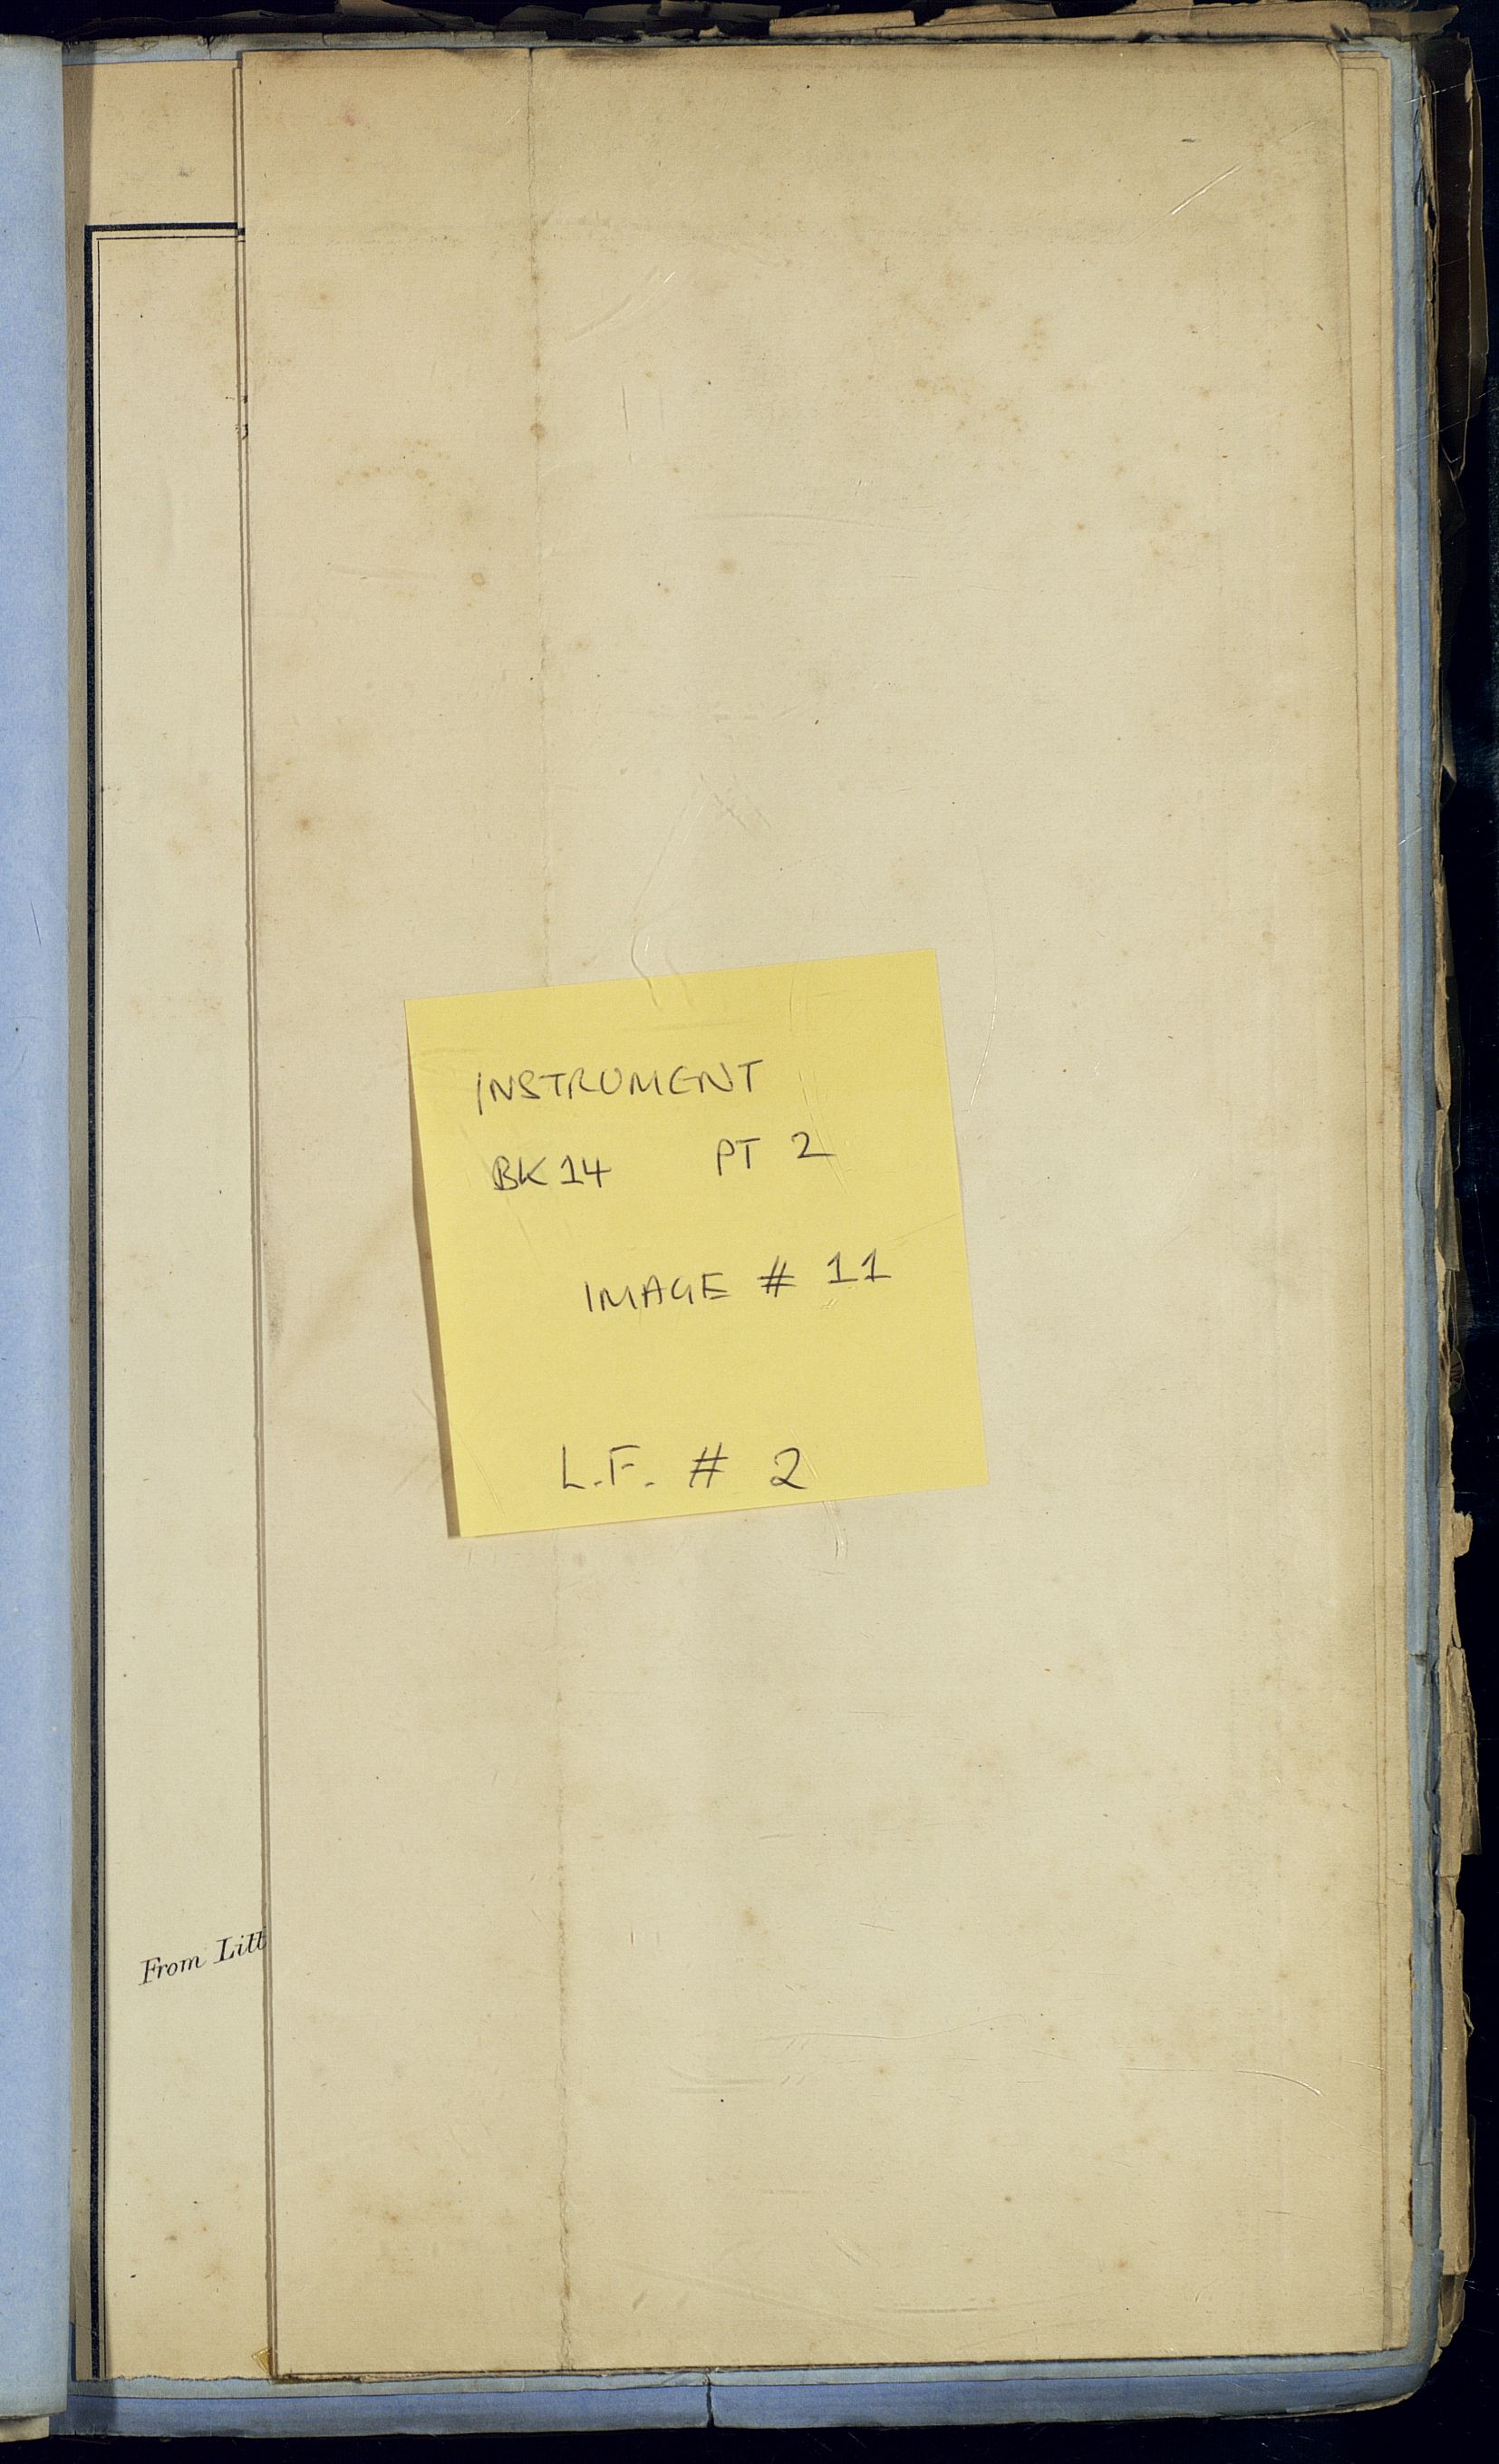 INSTRUMENT
BK 14 PT 2
IMAGE # 11
L.F. # 2
From Litt